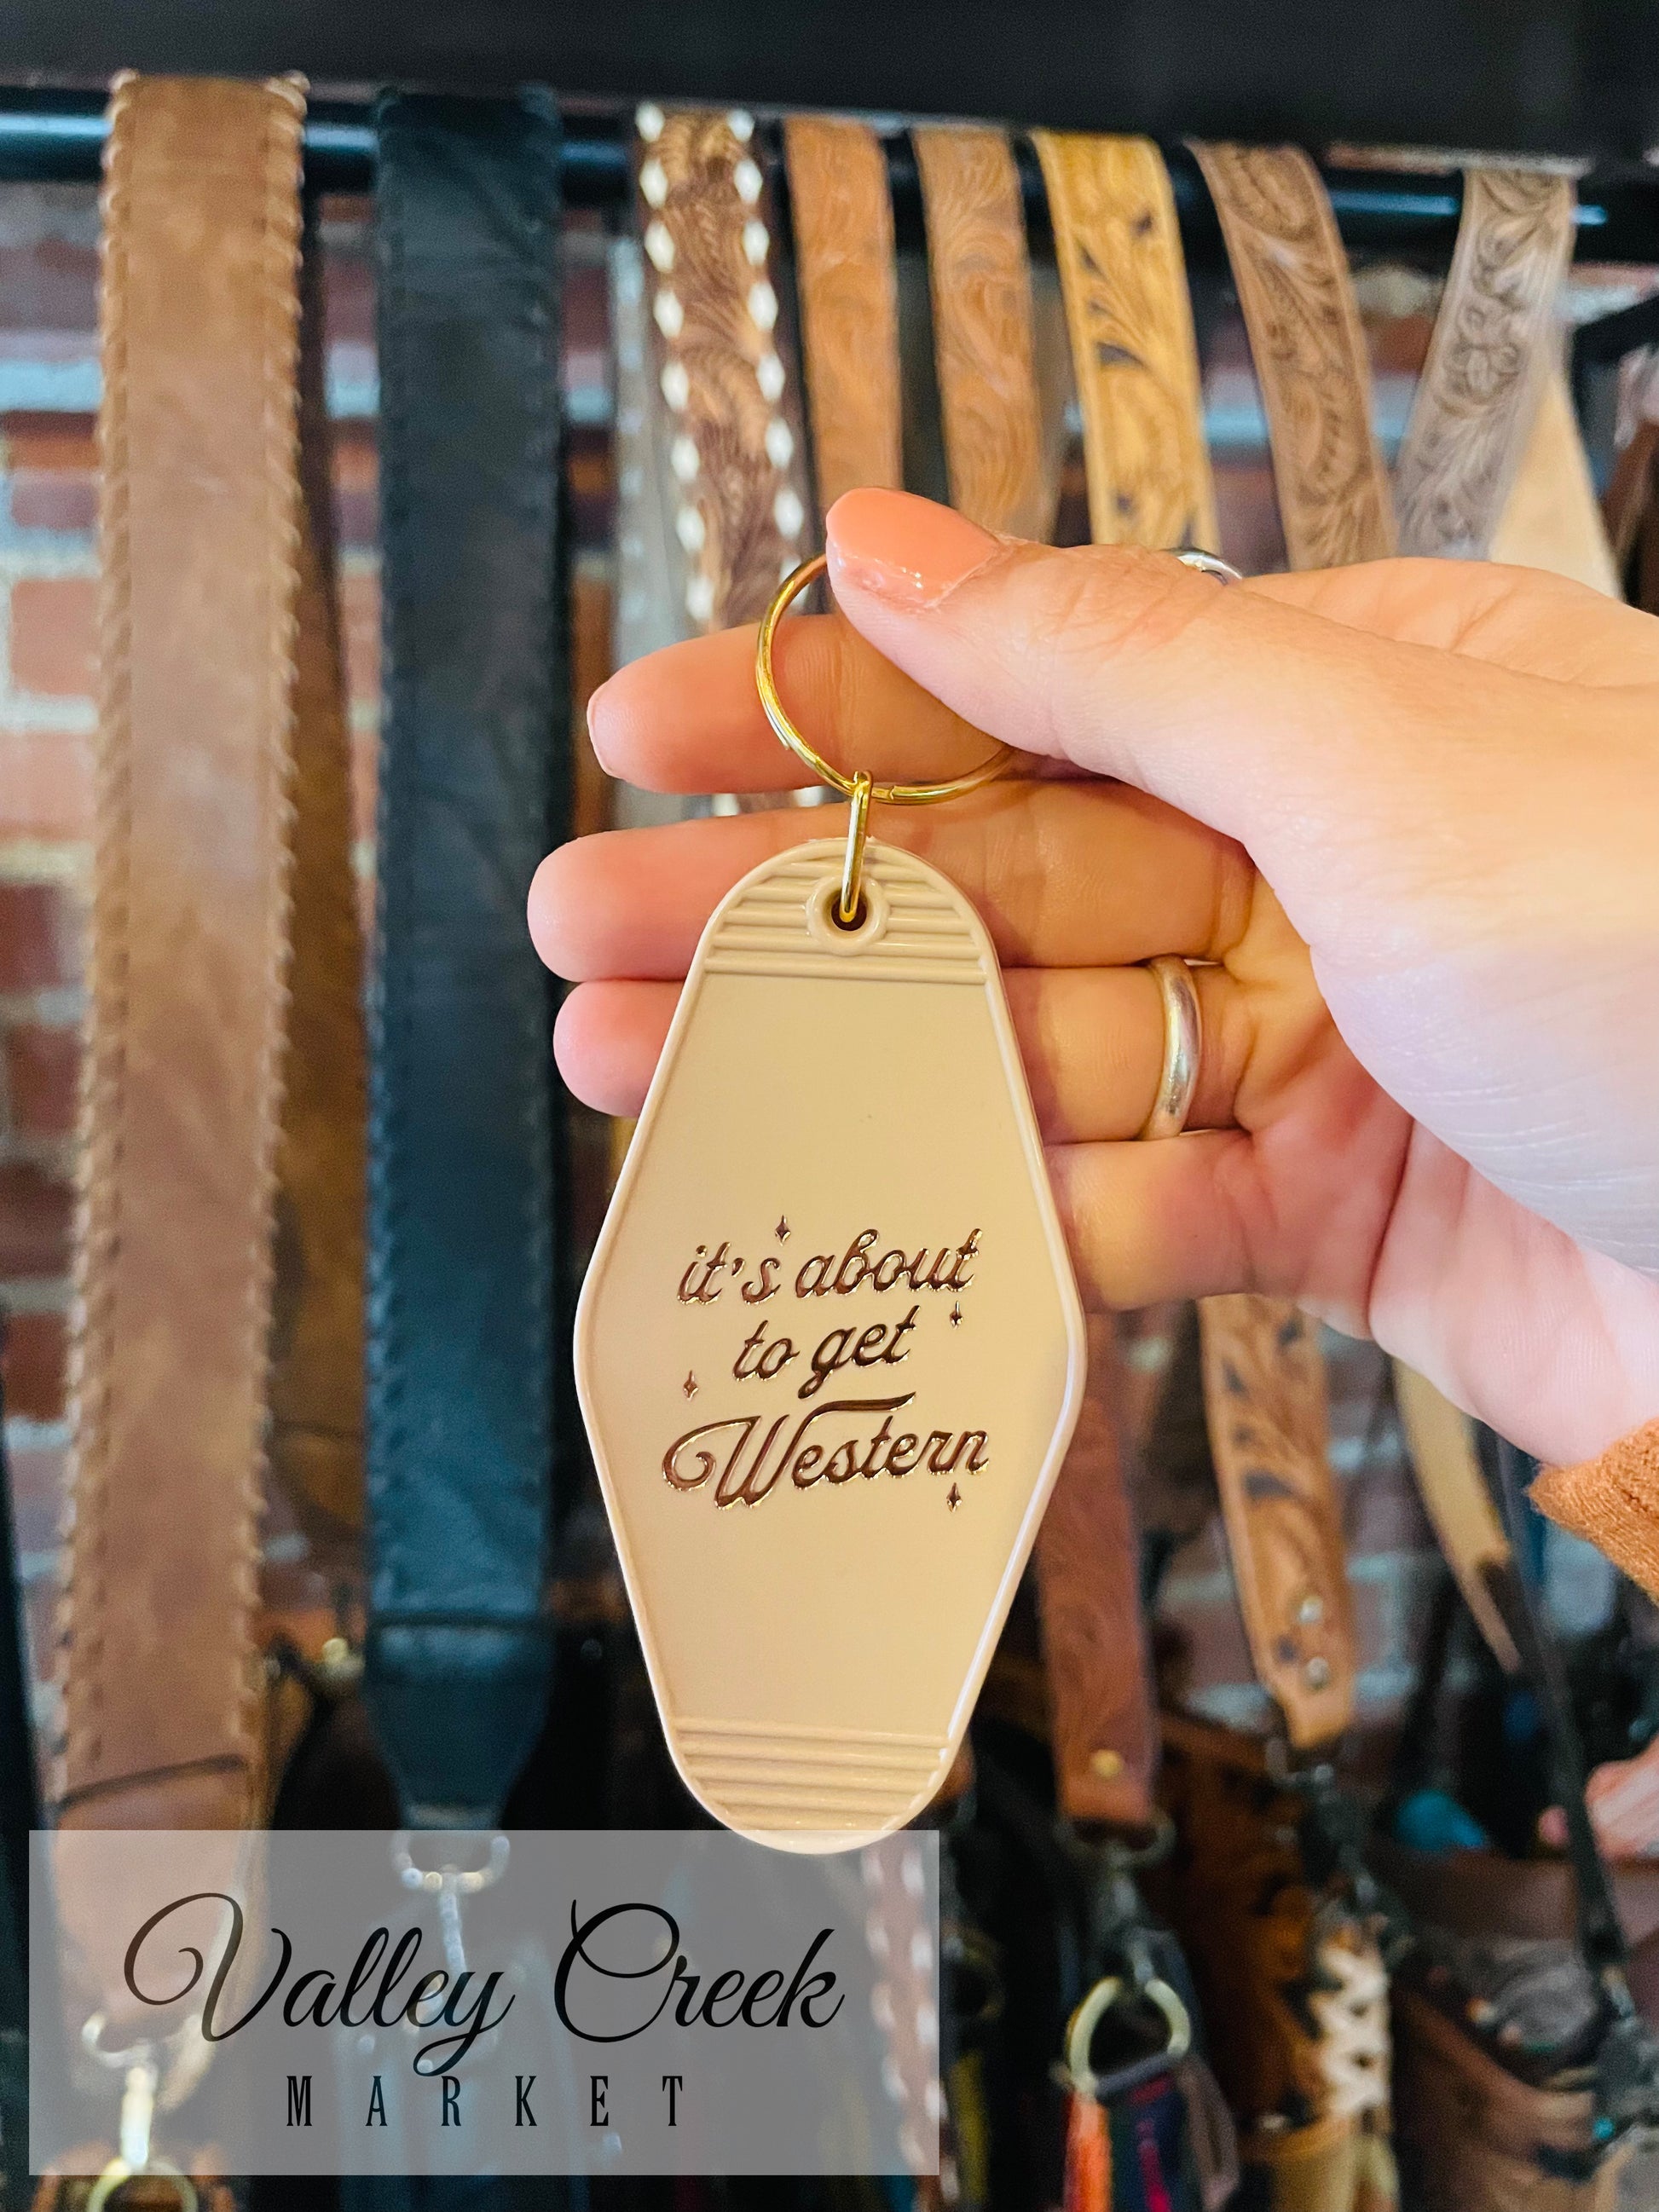 it's about
to get
Western
Valley Creek
MARKET